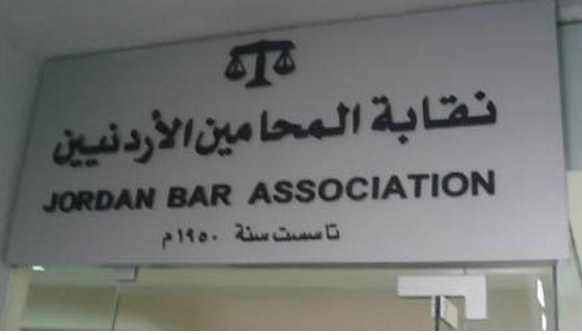 نقابة المحامين الأردنيين
JORDAN BAR ASSOCIATION
تاسست سنة ١٩٥٠م